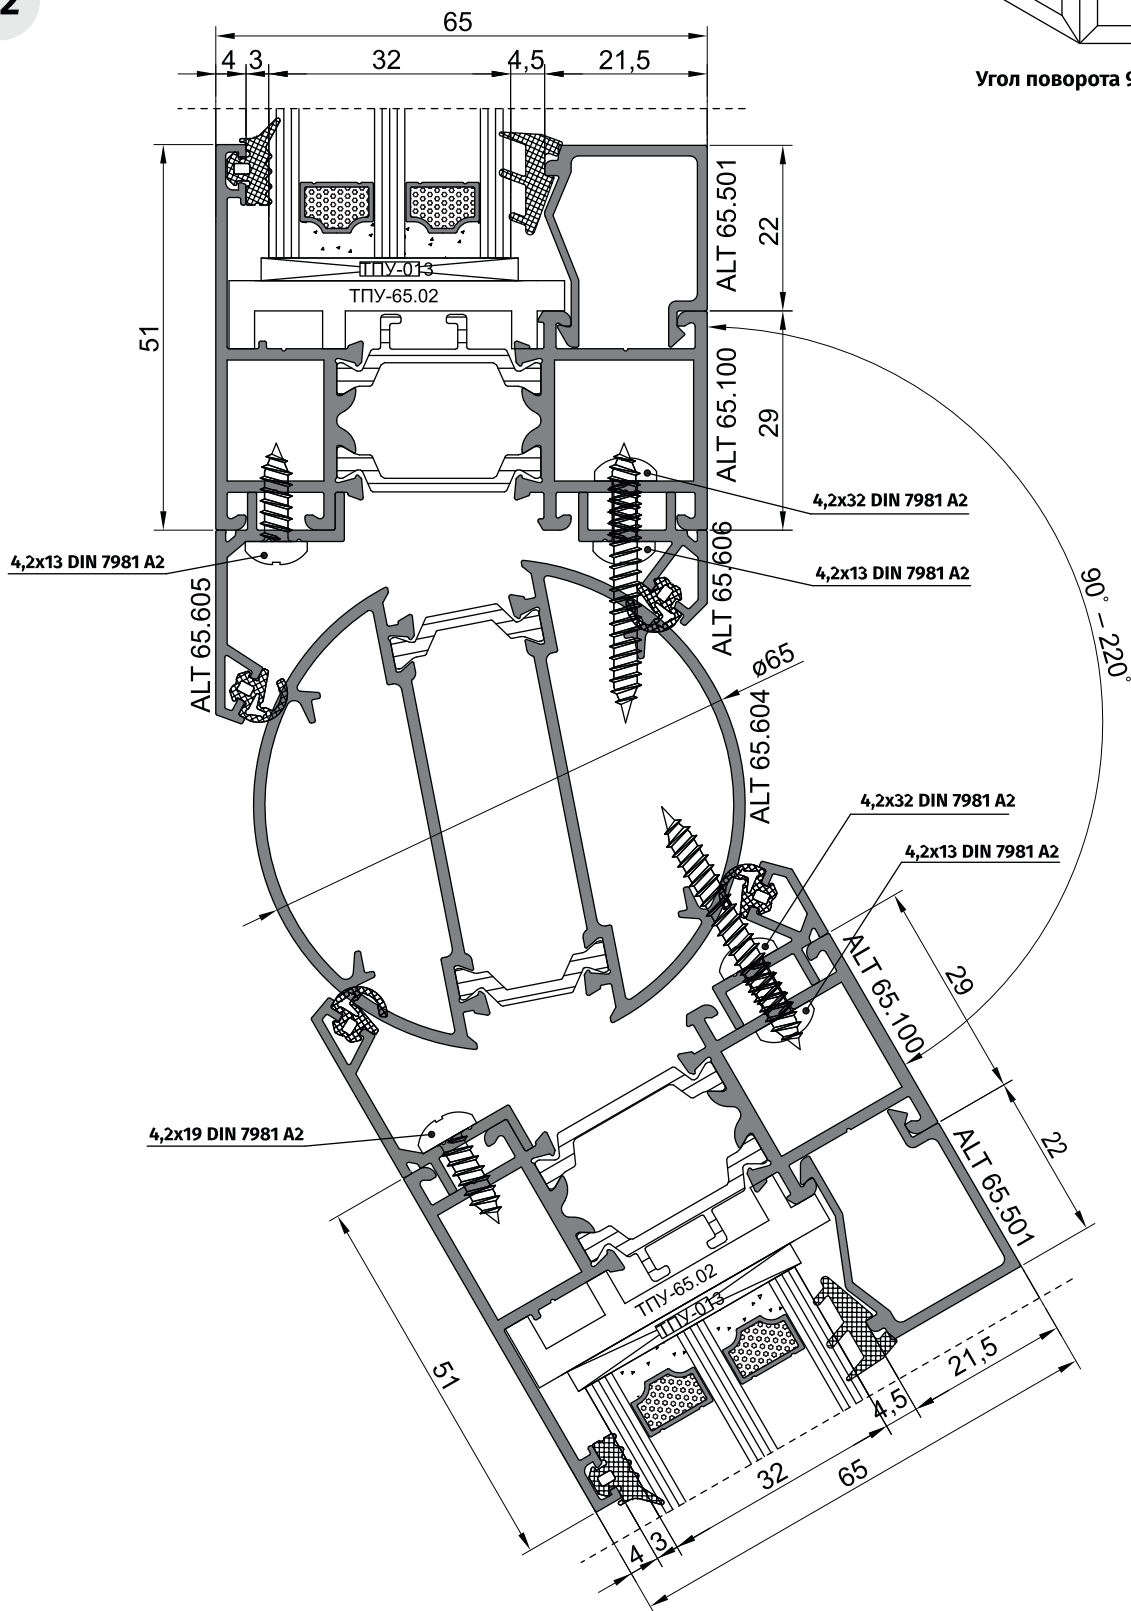 2
65
4 3 32 4,5 21,5
Угол поворота 9
ALT 65.501
22
ТПУ-013
ТПУ-65.02
51
ALT 65.100
29
4,2x32 DIN 7981 A2
4,2x13 DIN 7981 A2
4,2x13 DIN 7981 A2
ALT 65.605
ALT 65.606
90° – 220°
ø65
ALT 65.604
4,2x32 DIN 7981 A2
4,2x13 DIN 7981 A2
ALT 65.100
29
4,2x19 DIN 7981 A2
22
ALT 65.501
ТПУ-65.02
ТПУ-013
51
21,5
4,5
32
65
3
4